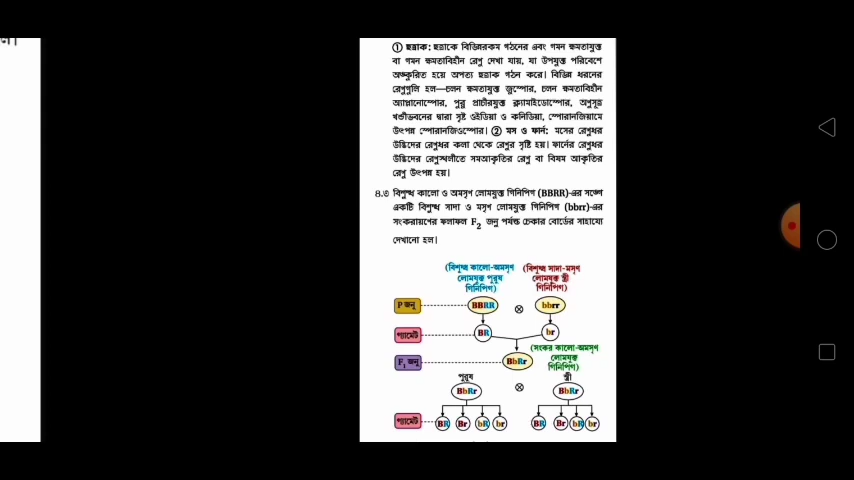 ① ছত্রাক: ছত্রাকে বিভিন্নরকম গঠনের এবং গমন ক্ষমতাযুক্ত
বা গমন ক্ষমতাবিহীন রেণু দেখা যায়, যা উপযুক্ত পরিবেশে
অঙ্কুরিত হয়ে অপত্য ছত্রাক গঠন করে। বিভিন্ন ধরনের
রেণুগুলি হল—চলন ক্ষমতাযুক্ত জুস্পোর, চলন ক্ষমতাবিহীন
অ্যাপ্লানোস্পোর, পুরু প্রাচীরযুক্ত ক্ল্যামাইডোস্পোর, অণুসূত্র
খণ্ডীভবনের দ্বারা সৃষ্ট ওইডিয়া ও কনিডিয়া, স্পোরানজিয়ামে
উৎপন্ন স্পোরানজিওস্পোর। ② মস ও ফার্ন: মসের রেণুধর
উদ্ভিদের রেণুধর কলা থেকে রেণুর সৃষ্টি হয়। ফার্নের রেণুধর
উদ্ভিদের রেণুস্থলীতে সমআকৃতির রেণু বা বিষম আকৃতির
রেণু উৎপন্ন হয়।
৪.৩ বিশুদ্ধ কালো ও অমসৃণ লোমযুক্ত গিনিপিগ (BBRR)-এর সঙ্গে
একটি বিশুদ্ধ সাদা ও মসৃণ লোমযুক্ত গিনিপিগ (bbrr)-এর
সংকরায়ণের ফলাফল F₂ জনু পর্যন্ত চেকার বোর্ডের সাহায্যে
দেখানো হল।
(বিশুদ্ধ কালো-অমসৃণ (বিশুদ্ধ সাদা-মসৃণ
লোমযুক্ত পুরুষ লোমযুক্ত স্ত্রী
গিনিপিগ) গিনিপিগ)
P জনু BBRR ⊗ bbrr
গ্যামেট BR br
(সংকর কালো-অমসৃণ
লোমযুক্ত
গিনিপিগ)
F₁ জনু BbRr
পুরুষ স্ত্রী
BbRr ⊗ BbRr
গ্যামেট BR Br bR br BR Br bR br